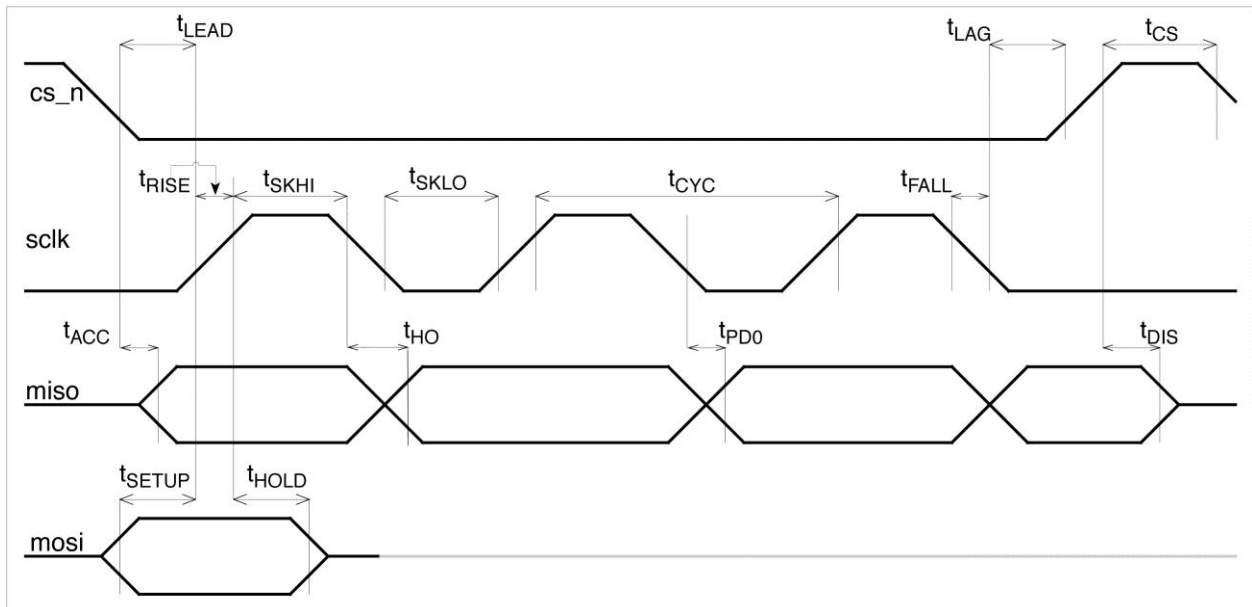 tLEAD
tLAG
tCS
cs_n
tRISE
tSKHI
tSKLO
tCYC
tFALL
sclk
tACC
tHO
tPD0
tDIS
miso
tSETUP
tHOLD
mosi